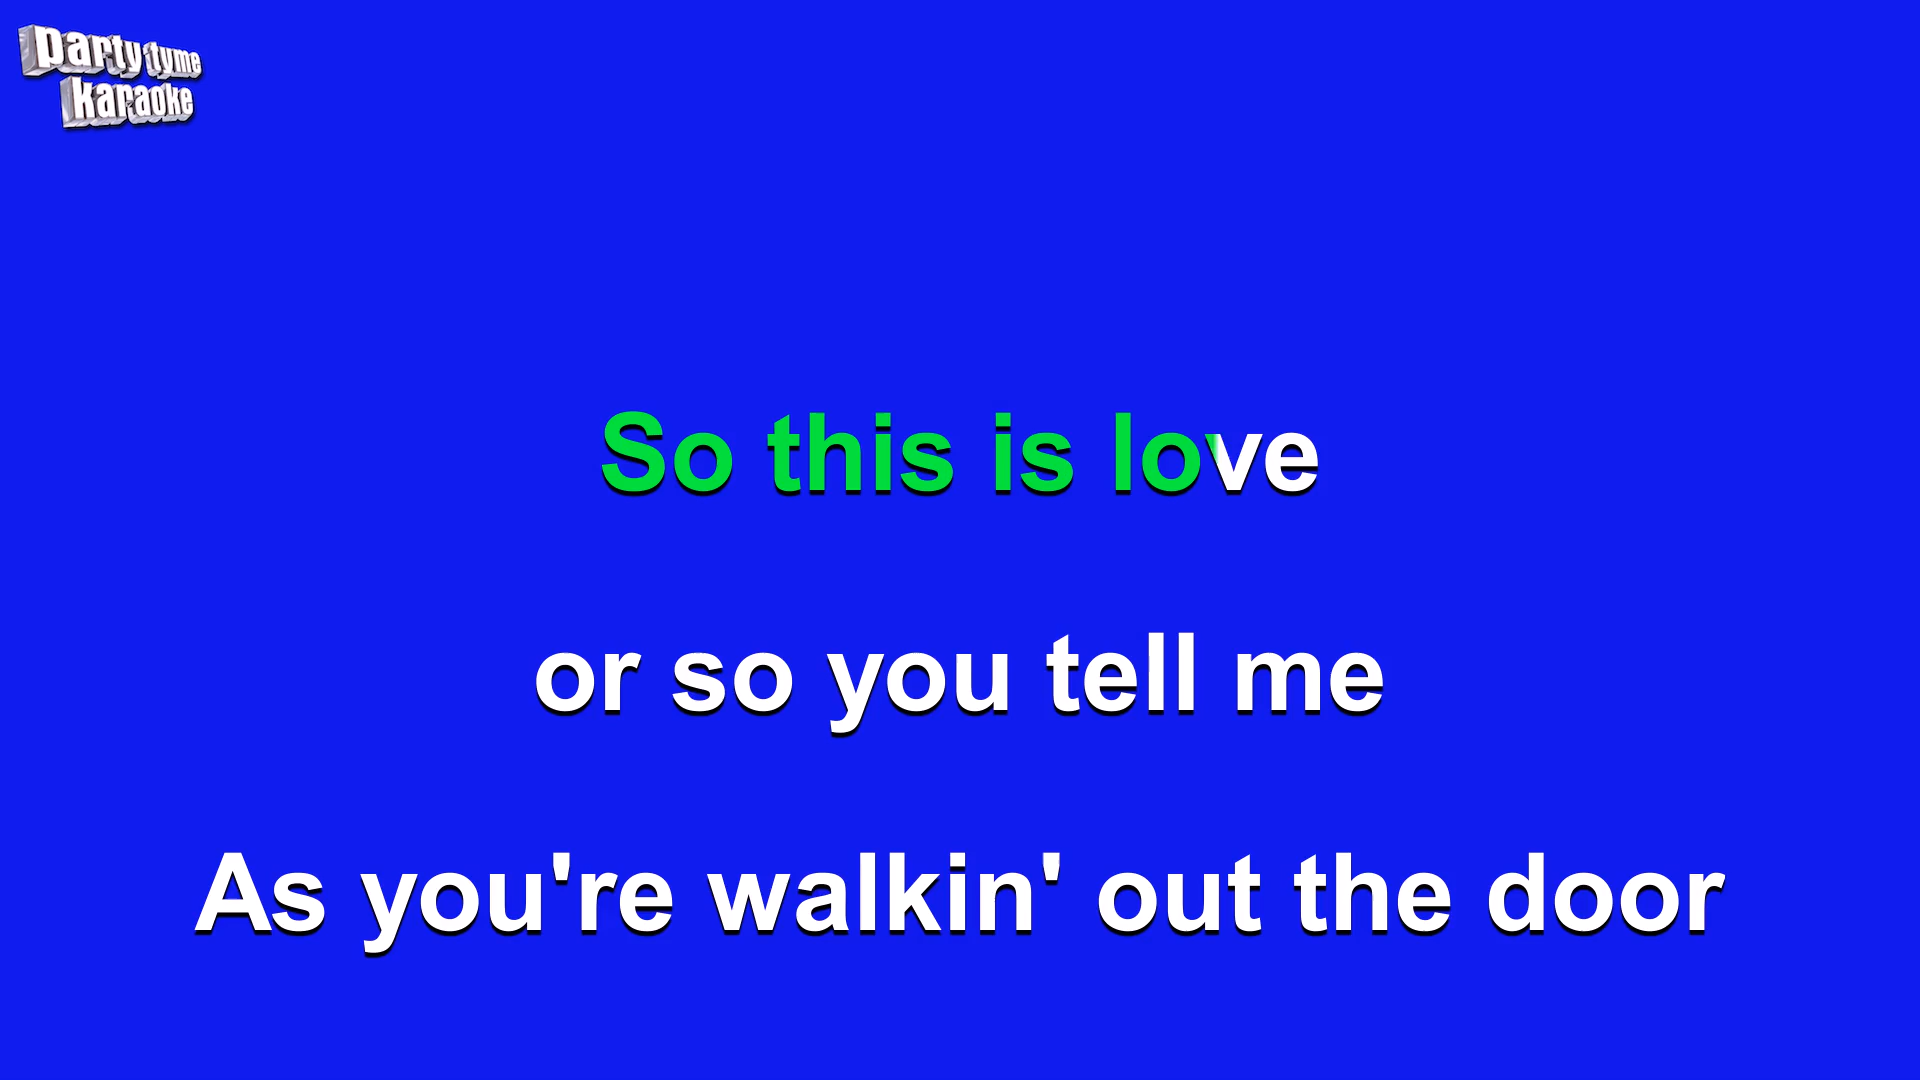 party tyme
karaoke
So this is love
or so you tell me
As you're walkin' out the door